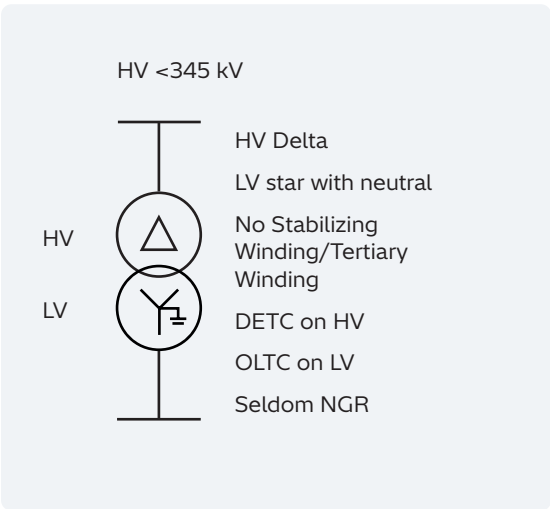 HV <345 kV
HV Delta
LV star with neutral
No Stabilizing
Winding/Tertiary
Winding
HV
LV
DETC on HV
OLTC on LV
Seldom NGR